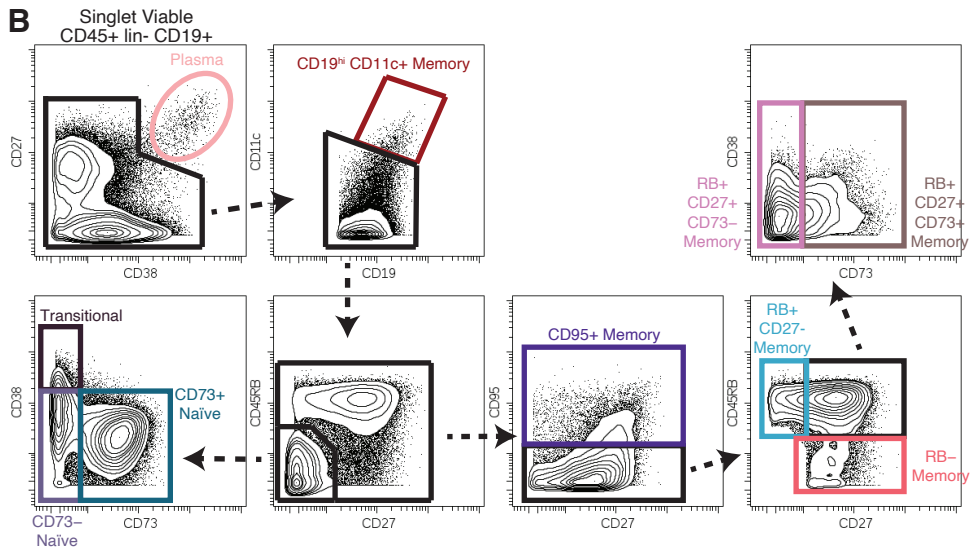 B
Singlet Viable
CD45+ lin- CD19+
Plasma
CD27
CD38
CD19hi CD11c+ Memory
CD11c
CD19
CD38
RB+
CD27+
CD73–
Memory
RB+
CD27+
CD73+
Memory
CD73
Transitional
CD38
CD73+
Naïve
CD73–
Naïve
CD73
CD45RB
CD27
CD95+ Memory
CD95
CD27
RB+
CD27-
Memory
CD45RB
RB–
Memory
CD27